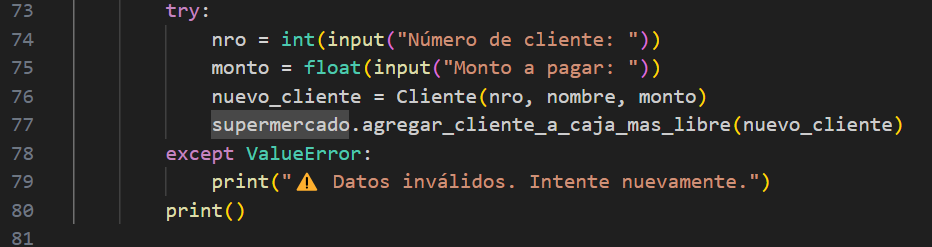 73 try:
74 nro = int(input("Número de cliente: "))
75 monto = float(input("Monto a pagar: "))
76 nuevo_cliente = Cliente(nro, nombre, monto)
77 supermercado.agregar_cliente_a_caja_mas_libre(nuevo_cliente)
78 except ValueError:
79 print("⚠️ Datos inválidos. Intente nuevamente.")
80 print()
81